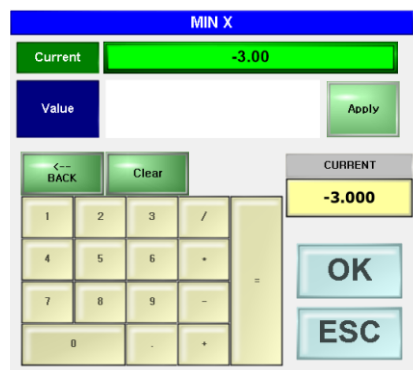 MIN X
Current
-3.00
Value
Apply
<--
BACK
Clear
CURRENT
-3.000
1 2 3 /
4 5 6 *
=
7 8 9 -
0 . +
OK
ESC